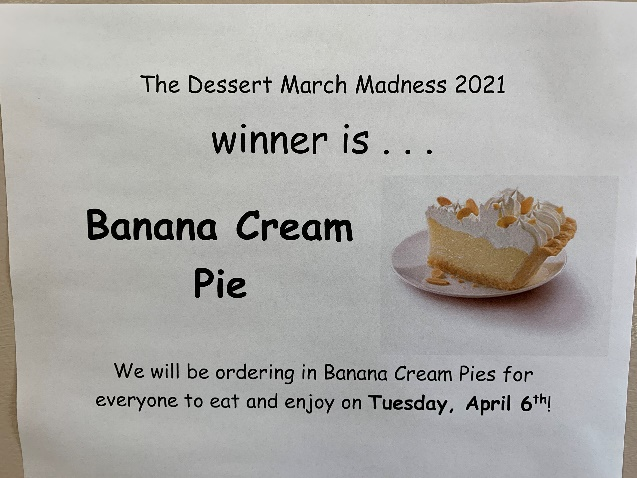 The Dessert March Madness 2021
winner is . . .
Banana Cream
Pie
We will be ordering in Banana Cream Pies for
everyone to eat and enjoy on Tuesday, April 6th!